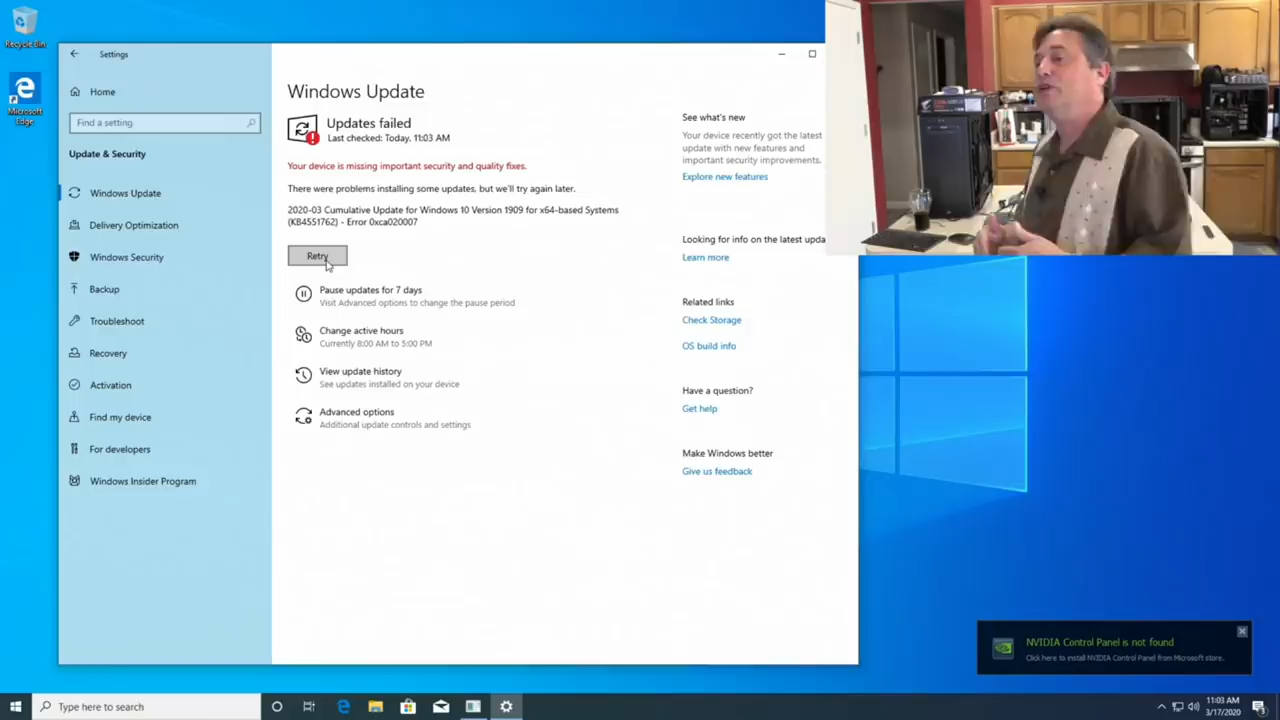 Recycle Bin
Microsoft
Edge
Settings
Home
Find a setting
Update & Security
Windows Update
Delivery Optimization
Windows Security
Backup
Troubleshoot
Recovery
Activation
Find my device
For developers
Windows Insider Program
Windows Update
Updates failed
Last checked: Today, 11:03 AM
Your device is missing important security and quality fixes.
There were problems installing some updates, but we'll try again later.
2020-03 Cumulative Update for Windows 10 Version 1909 for x64-based Systems
(KB4551762) - Error 0xca020007
Retry
Pause updates for 7 days
Visit Advanced options to change the pause period
Change active hours
Currently 8:00 AM to 5:00 PM
View update history
See updates installed on your device
Advanced options
Additional update controls and settings
See what's new
Your device recently got the latest
update with new features and
important security improvements.
Explore new features
Looking for info on the latest upda
Learn more
Related links
Check Storage
OS build info
Have a question?
Get help
Make Windows better
Give us feedback
NVIDIA Control Panel is not found
Click here to install NVIDIA Control Panel from Microsoft store.
Type here to search
11:03 AM
3/17/2020
3